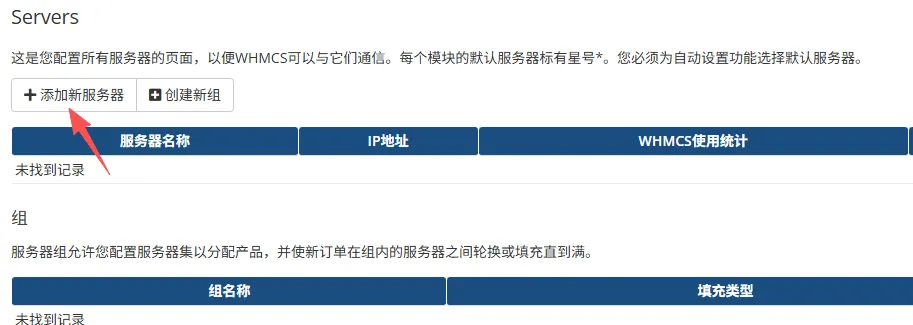 Servers
这是您配置所有服务器的页面，以便WHMCS可以与它们通信。每个模块的默认服务器标有星号*。您必须为自动设置功能选择默认服务器。
添加新服务器 创建新组
服务器名称 IP地址 WHMCS使用统计
未找到记录
组
服务器组允许您配置服务器集以分配产品，并使新订单在组内的服务器之间轮换或填充直到满。
组名称 填充类型
未找到记录